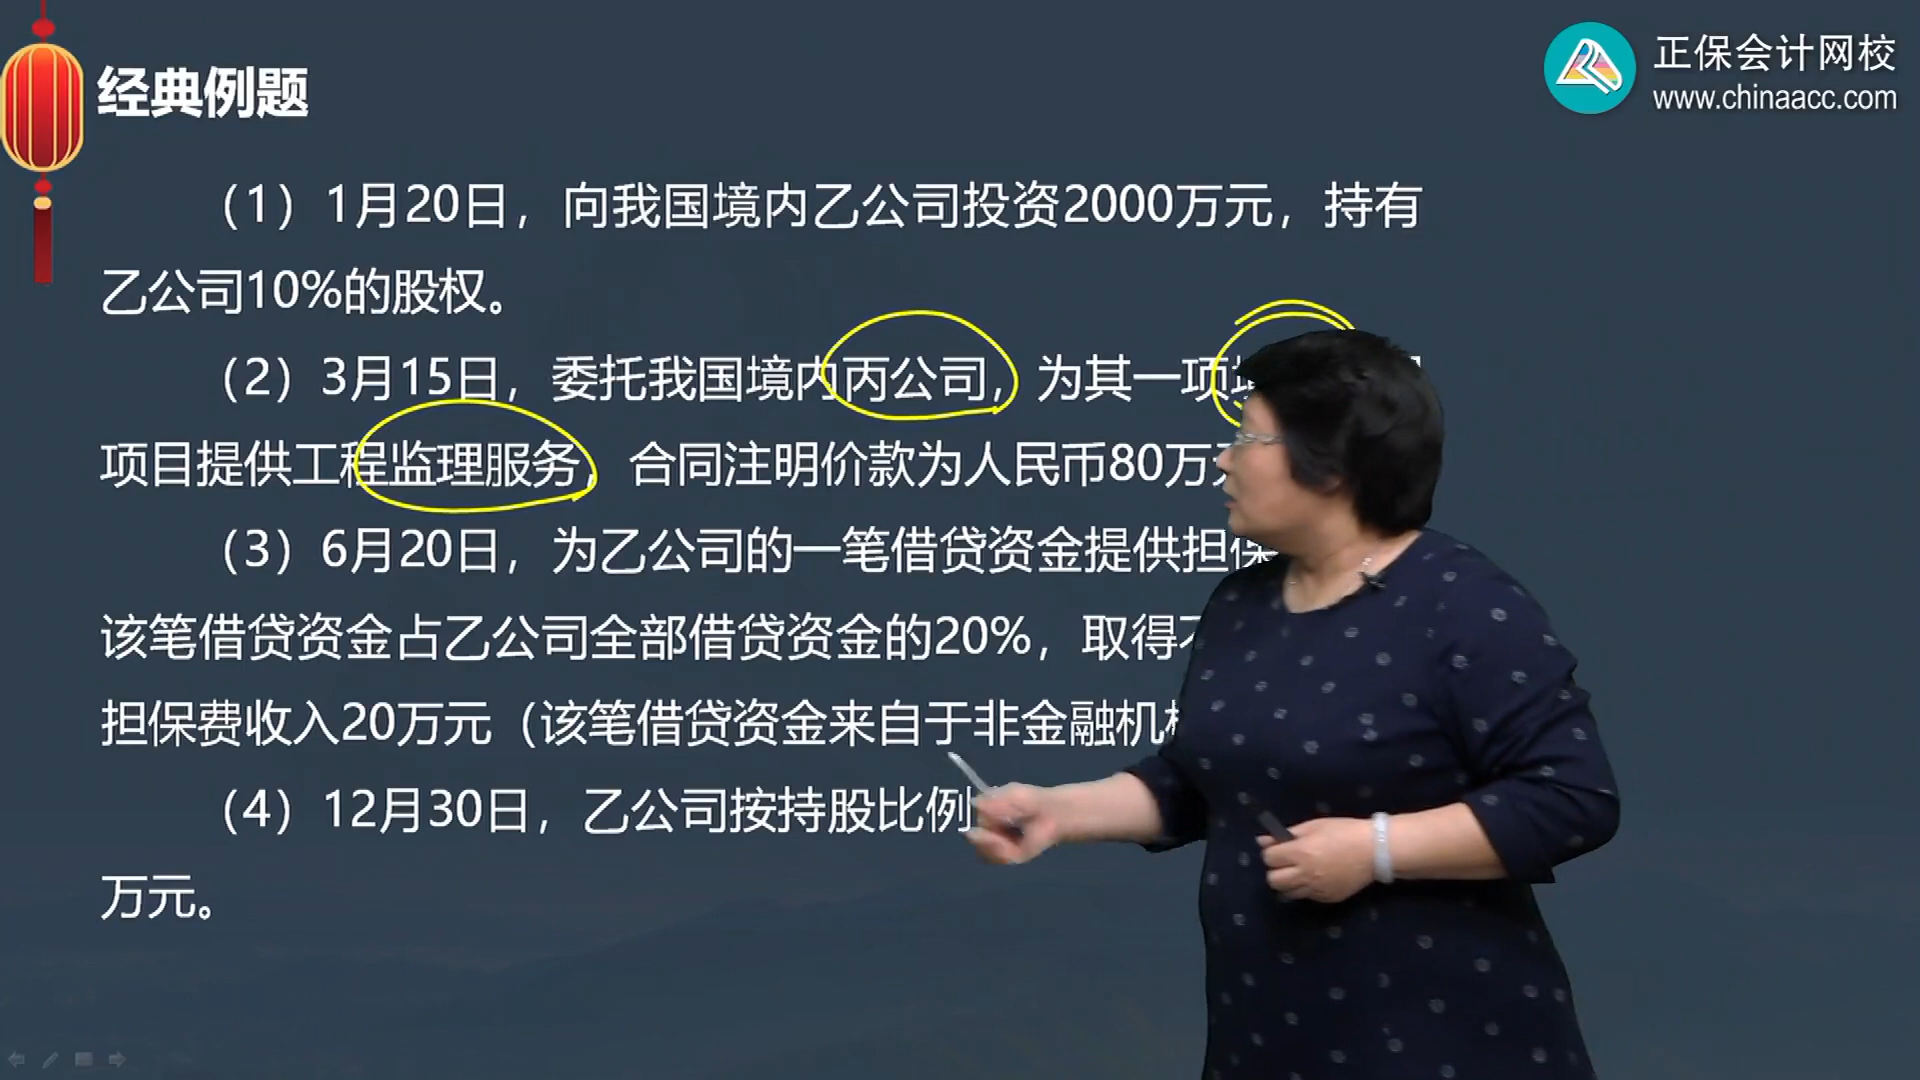 经典例题
正保会计网校
www.chinaacc.com
（1）1月20日，向我国境内乙公司投资2000万元，持有
乙公司10%的股权。
（2）3月15日，委托我国境内丙公司，为其一项
项目提供工程监理服务，合同注明价款为人民币80万
（3）6月20日，为乙公司的一笔借贷资金提供担保
该笔借贷资金占乙公司全部借贷资金的20%，取得
担保费收入20万元（该笔借贷资金来自于非金融机
（4）12月30日，乙公司按持股比例
万元。